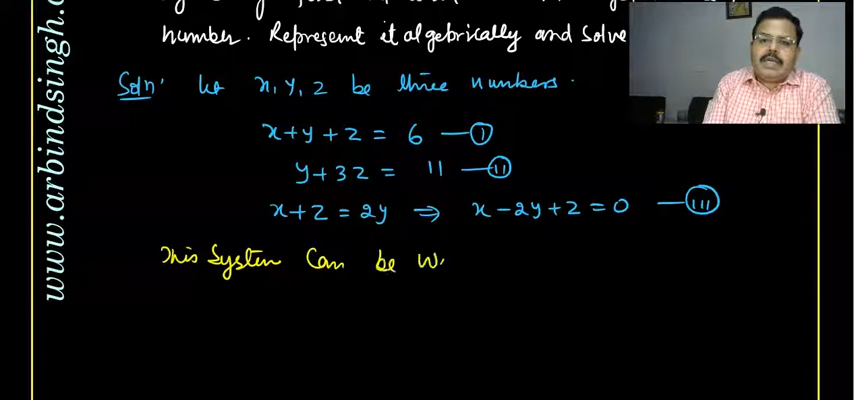 number. Represent it algebrically and Solve
Soln. let x, y, z be three numbers.
x+y+z = 6 — (I)
y+3z = 11 — (II)
x+z = 2y ⇒ x-2y+z=0 — (III)
This System Can be W
www.arbindsingh.c